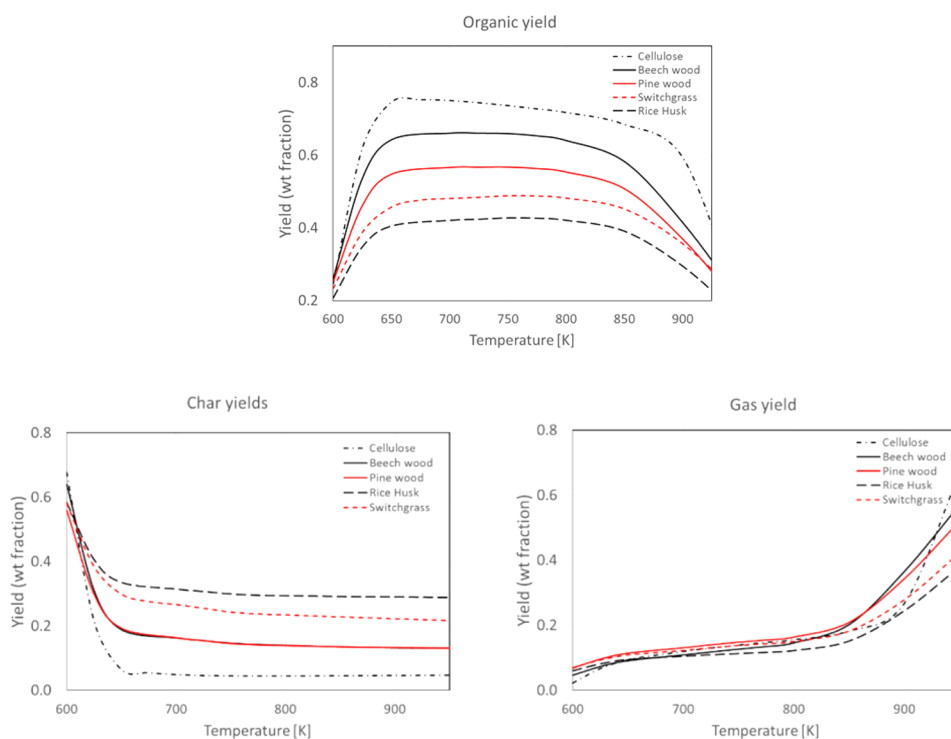 Organic yield
Yield (wt fraction)
0.8
0.6
0.4
0.2
Cellulose
Beech wood
Pine wood
Switchgrass
Rice Husk
600 650 700 750 800 850 900
Temperature [K]
Char yields
Yield (wt fraction)
0.8
0.6
0.4
0.2
0.0
Cellulose
Beech wood
Pine wood
Rice Husk
Switchgrass
600 700 800 900
Temperature [K]
Gas yield
Yield (wt fraction)
0.8
0.6
0.4
0.2
0.0
Cellulose
Beech wood
Pine wood
Rice Husk
Switchgrass
600 700 800 900
Temperature [K]